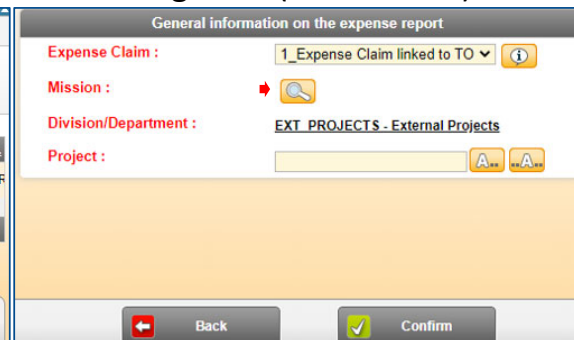 General information on the expense report
Expense Claim :
1_Expense Claim linked to TO
Mission :
Division/Department :
EXT_PROJECTS - External Projects
Project :
A..
..A..
Back
Confirm